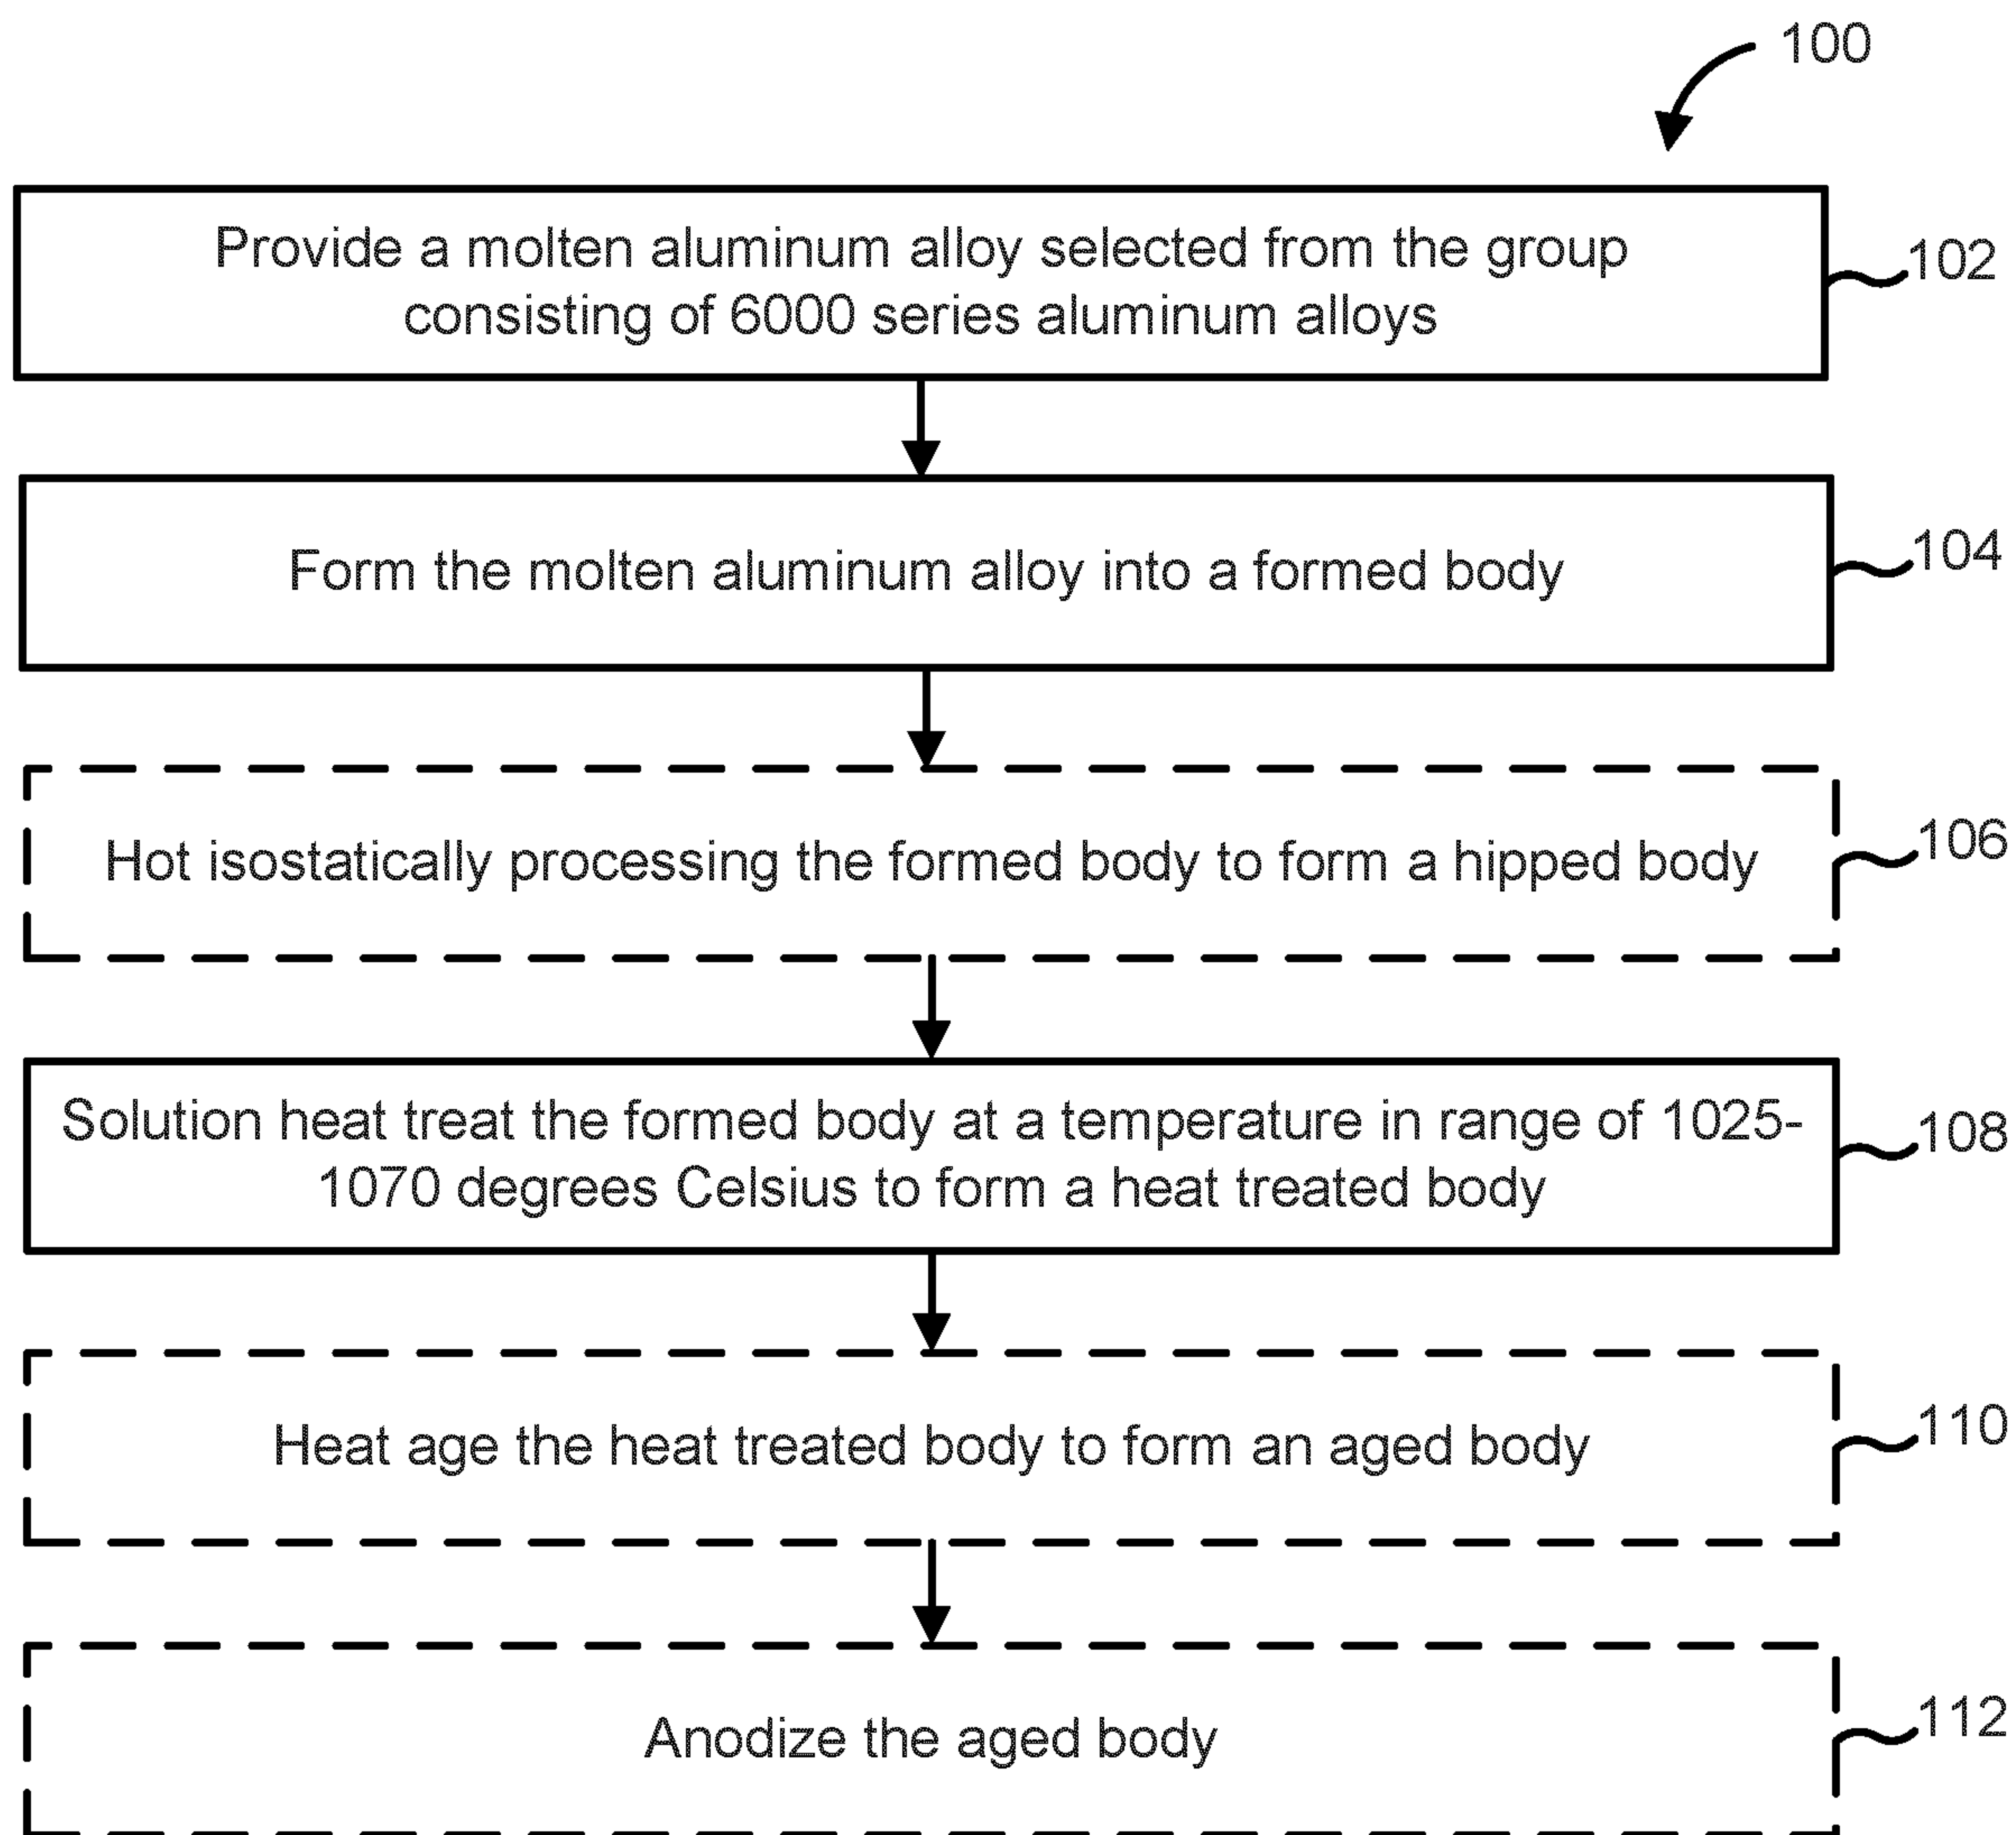 100
Provide a molten aluminum alloy selected from the group
consisting of 6000 series aluminum alloys
102
Form the molten aluminum alloy into a formed body
104
Hot isostatically processing the formed body to form a hipped body
106
Solution heat treat the formed body at a temperature in range of 1025-
1070 degrees Celsius to form a heat treated body
108
Heat age the heat treated body to form an aged body
110
Anodize the aged body
112